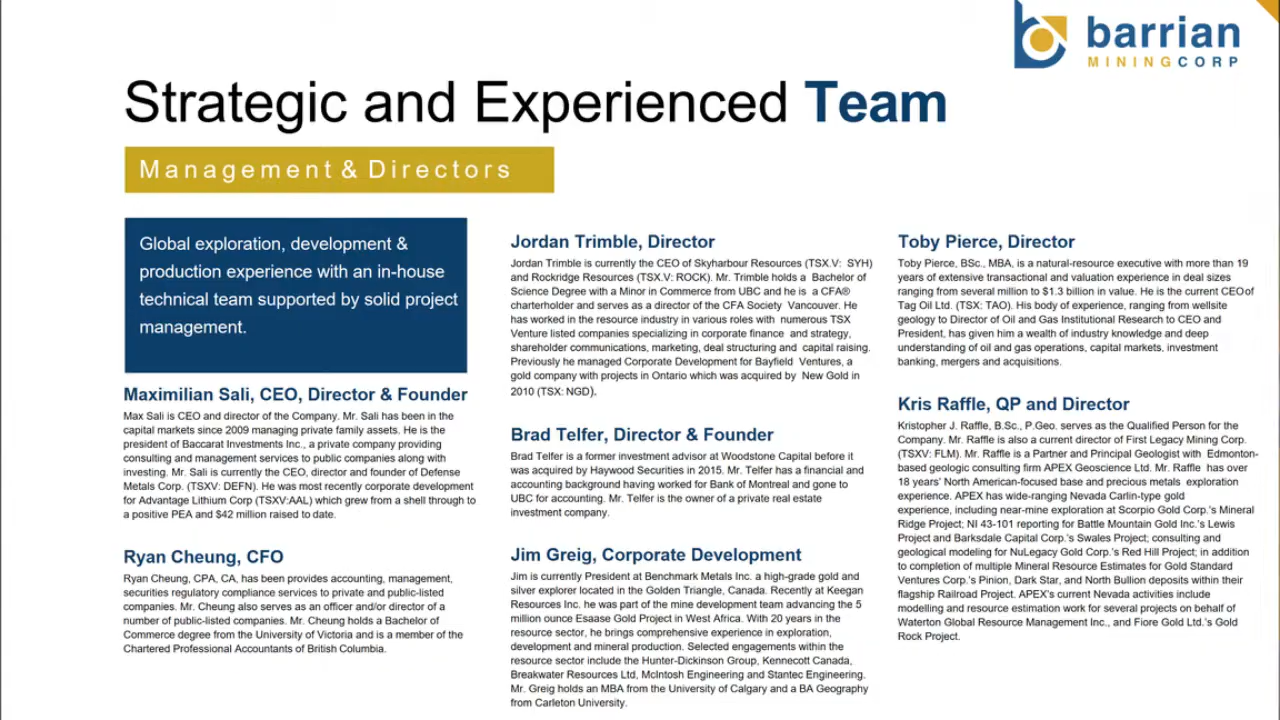 barrian
MININGCORP
Strategic and Experienced Team
Management & Directors
Global exploration, development &
production experience with an in-house
technical team supported by solid project
management.
Maximilian Sali, CEO, Director & Founder
Max Sali is CEO and director of the Company. Mr. Sali has been in the
capital markets since 2009 managing private family assets. He is the
president of Baccarat Investments Inc., a private company providing
consulting and management services to public companies along with
investing. Mr. Sali is currently the CEO, director and founder of Defense
Metals Corp. (TSXV: DEFN). He was most recently corporate development
for Advantage Lithium Corp (TSXV:AAL) which grew from a shell through to
a positive PEA and $42 million raised to date.
Ryan Cheung, CFO
Ryan Cheung, CPA, CA, has been provides accounting, management,
securities regulatory compliance services to private and public-listed
companies. Mr. Cheung also serves as an officer and/or director of a
number of public-listed companies. Mr. Cheung holds a Bachelor of
Commerce degree from the University of Victoria and is a member of the
Chartered Professional Accountants of British Columbia.
Jordan Trimble, Director
Jordan Trimble is currently the CEO of Skyharbour Resources (TSX.V: SYH)
and Rockridge Resources (TSX.V: ROCK). Mr. Trimble holds a Bachelor of
Science Degree with a Minor in Commerce from UBC and he is a CFA®
charterholder and serves as a director of the CFA Society Vancouver. He
has worked in the resource industry in various roles with numerous TSX
Venture listed companies specializing in corporate finance and strategy,
shareholder communications, marketing, deal structuring and capital raising.
Previously he managed Corporate Development for Bayfield Ventures, a
gold company with projects in Ontario which was acquired by New Gold in
2010 (TSX: NGD).
Brad Telfer, Director & Founder
Brad Telfer is a former investment advisor at Woodstone Capital before it
was acquired by Haywood Securities in 2015. Mr. Telfer has a financial and
accounting background having worked for Bank of Montreal and gone to
UBC for accounting. Mr. Telfer is the owner of a private real estate
investment company.
Jim Greig, Corporate Development
Jim is currently President at Benchmark Metals Inc. a high-grade gold and
silver explorer located in the Golden Triangle, Canada. Recently at Keegan
Resources Inc. he was part of the mine development team advancing the 5
million ounce Esaase Gold Project in West Africa. With 20 years in the
resource sector, he brings comprehensive experience in exploration,
development and mineral production. Selected engagements within the
resource sector include the Hunter-Dickinson Group, Kennecott Canada,
Breakwater Resources Ltd, McIntosh Engineering and Stantec Engineering.
Mr. Greig holds an MBA from the University of Calgary and a BA Geography
from Carleton University.
Toby Pierce, Director
Toby Pierce, BSc., MBA, is a natural-resource executive with more than 19
years of extensive transactional and valuation experience in deal sizes
ranging from several million to $1.3 billion in value. He is the current CEO of
Tag Oil Ltd. (TSX: TAO). His body of experience, ranging from wellsite
geology to Director of Oil and Gas Institutional Research to CEO and
President, has given him a wealth of industry knowledge and deep
understanding of oil and gas operations, capital markets, investment
banking, mergers and acquisitions.
Kris Raffle, QP and Director
Kristopher J. Raffle, B.Sc., P.Geo. serves as the Qualified Person for the
Company. Mr. Raffle is also a current director of First Legacy Mining Corp.
(TSXV: FLM). Mr. Raffle is a Partner and Principal Geologist with Edmonton-
based geologic consulting firm APEX Geoscience Ltd. Mr. Raffle has over
18 years' North American-focused base and precious metals exploration
experience. APEX has wide-ranging Nevada Carlin-type gold
experience, including near-mine exploration at Scorpio Gold Corp.'s Mineral
Ridge Project; NI 43-101 reporting for Battle Mountain Gold Inc.'s Lewis
Project and Barksdale Capital Corp.'s Swales Project; consulting and
geological modeling for NuLegacy Gold Corp.'s Red Hill Project; in addition
to completion of multiple Mineral Resource Estimates for Gold Standard
Ventures Corp.'s Pinion, Dark Star, and North Bullion deposits within their
flagship Railroad Project. APEX's current Nevada activities include
modelling and resource estimation work for several projects on behalf of
Waterton Global Resource Management Inc., and Fiore Gold Ltd.'s Gold
Rock Project.